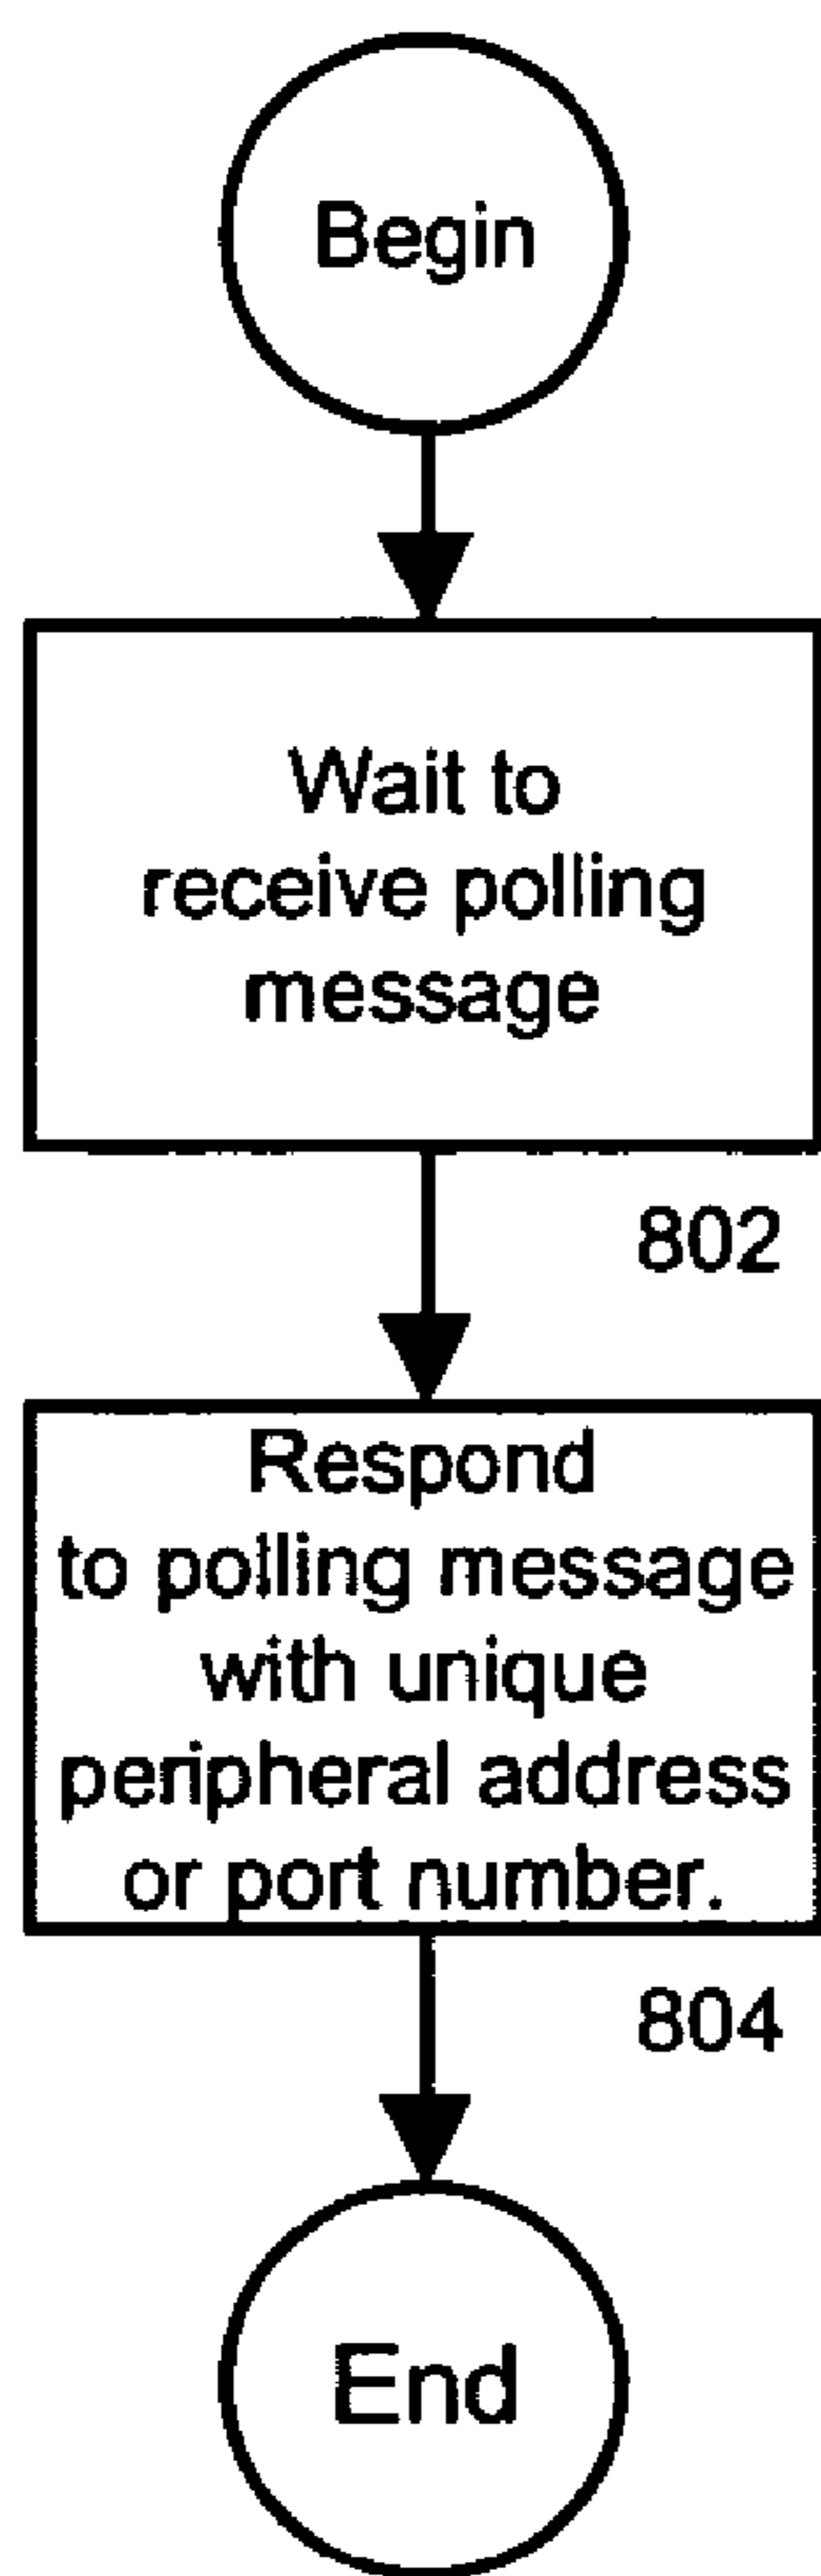 Begin
Wait to
receive polling
message
802
Respond
to polling message
with unique
peripheral address
or port number.
804
End